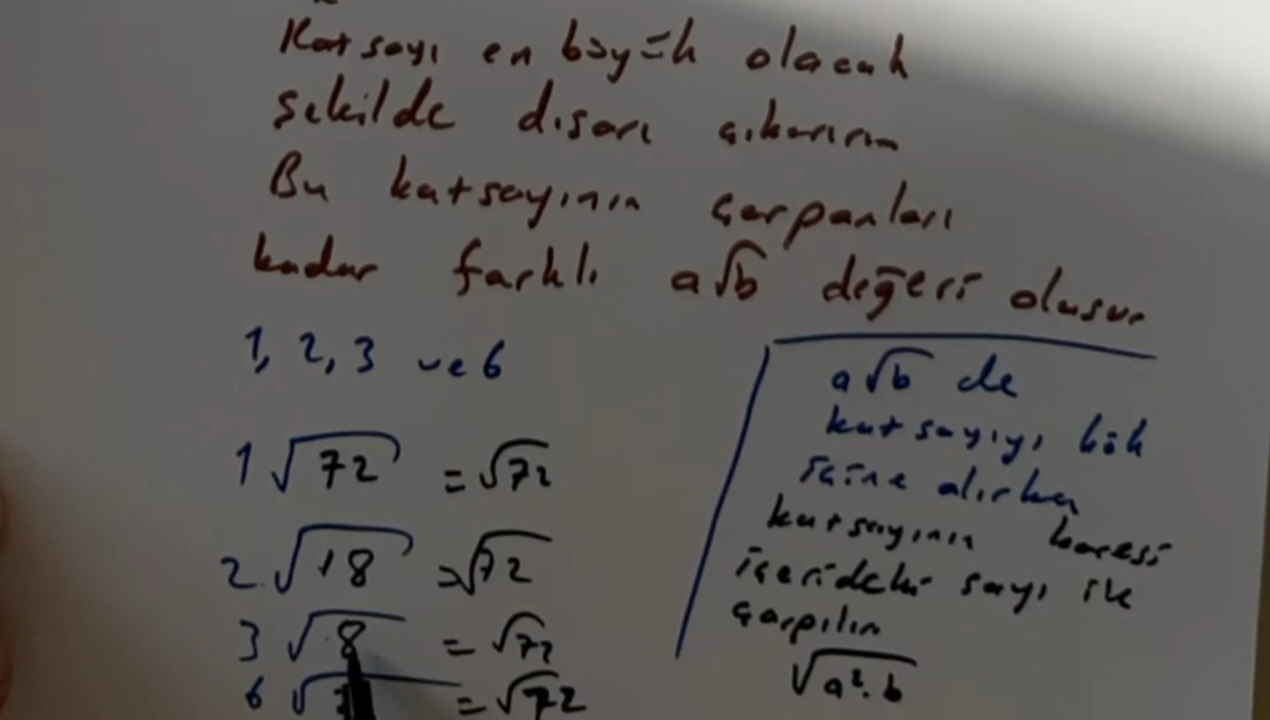 Katsayı en büyük olacak
şekilde dışarı çıkarırım
Bu katsayının çarpanları
kadar farklı a√b değeri oluşur
1, 2, 3 ve 6
1 √72 = √72
2.√18 = √72
3 √8 = √72
6 √ = √72
a√b de
katsayıyı kök
içine alırken
katsayının karesi
içerideki sayı ile
çarpılır
√a².b